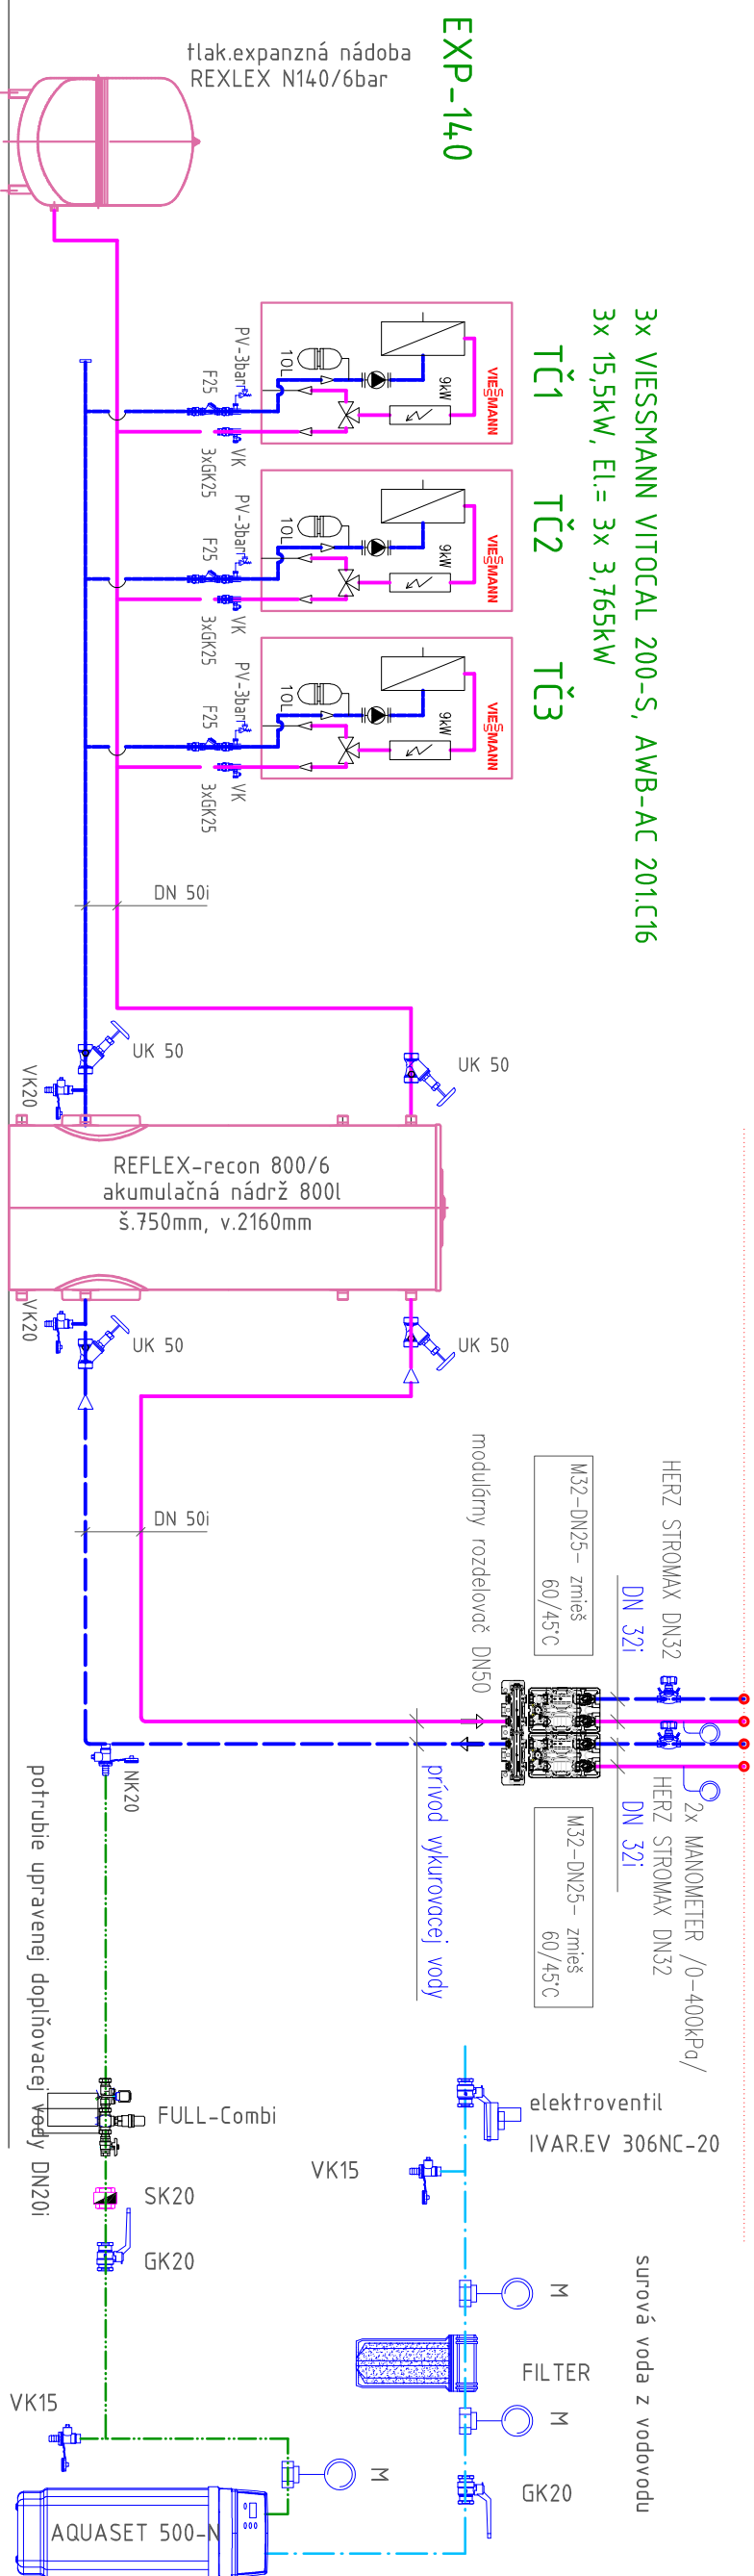 tlak.expanzná nádoba
REXLEX N140/6bar
EXP-140
3x VIESSMANN VITOCAL 200-S, AWB-AC 201.C16
3x 15,5kW, El.= 3x 3,765kW
TČ1
VIESSMANN
9kW
10L
PV-3bar
F25
VK
3xGK25
TČ2
VIESSMANN
9kW
10L
PV-3bar
F25
VK
3xGK25
TČ3
VIESSMANN
9kW
10L
PV-3bar
F25
VK
3xGK25
DN 50i
UK 50
UK 50
VK20
REFLEX-recon 800/6
akumulačná nádrž 800l
š.750mm, v.2160mm
VK20
UK 50
UK 50
DN 50i
modulárny rozdelovač DN50
M32-DN25- zmieš
60/45°C
HERZ STROMAX DN32
DN 32i
2x MANOMETER /0-400kPa/
HERZ STROMAX DN32
DN 32i
M32-DN25- zmieš
60/45°C
prívod vykurovacej vody
NK20
potrubie upravenej doplňovacej vody DN20i
FULL-Combi
SK20
GK20
VK15
elektroventil
IVAR.EV 306NC-20
VK15
M
FILTER
M
GK20
surová voda z vodovodu
M
AQUASET 500-N